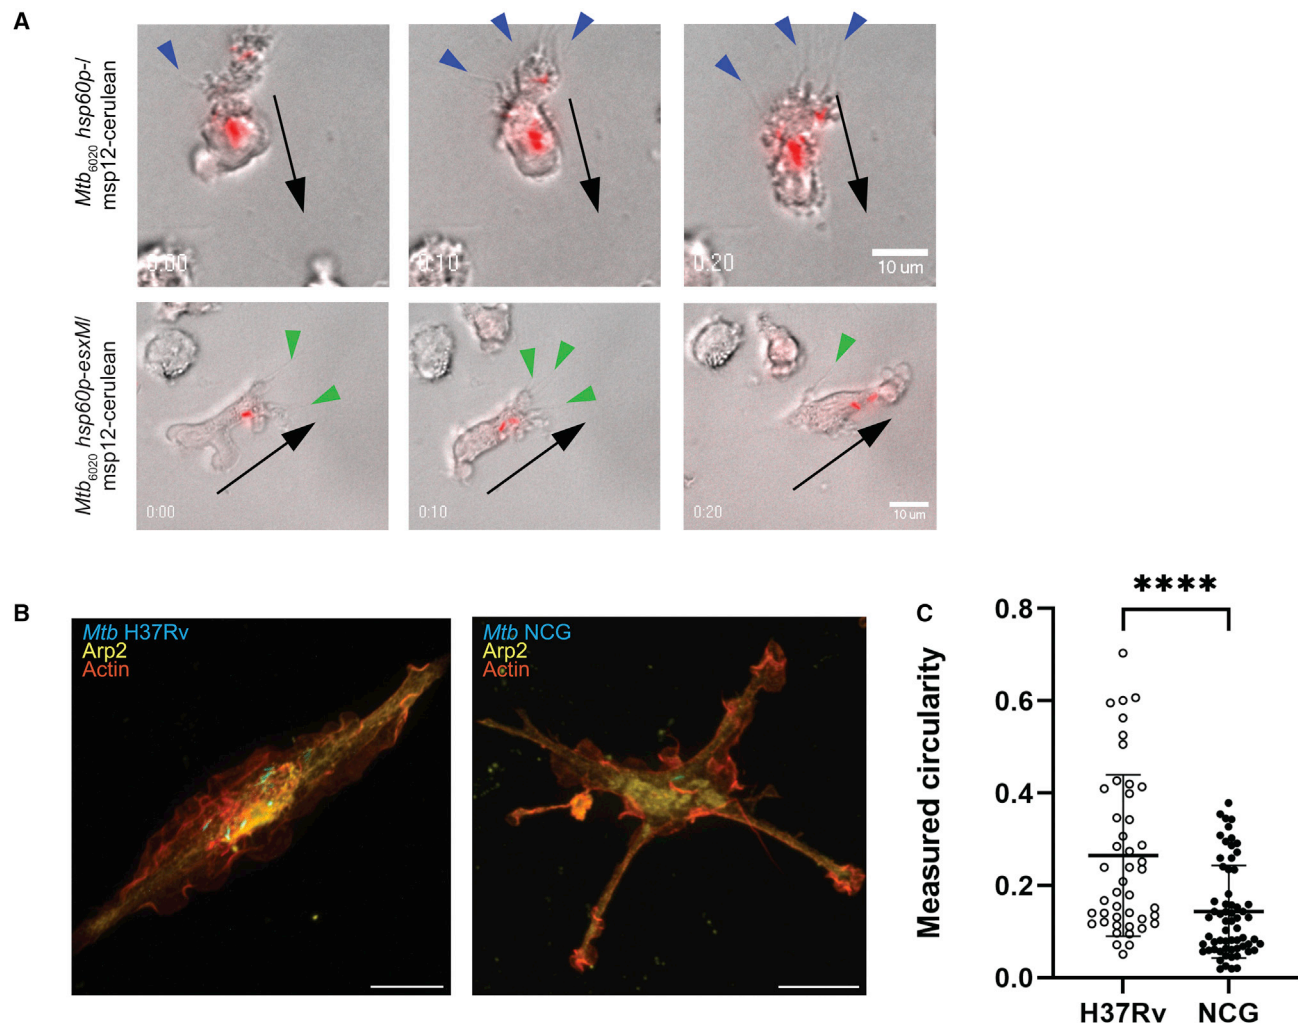 A
Mtb6020 hsp60p-/
msp12-cerulean
0:00
0:10
0:20
10 um
Mtb6020 hsp60p-esxM/
msp12-cerulean
0:00
0:10
0:20
10 um
B
Mtb H37Rv
Arp2
Actin
Mtb NCG
Arp2
Actin
C
****
Measured circularity
0.8
0.6
0.4
0.2
0.0
H37Rv
NCG